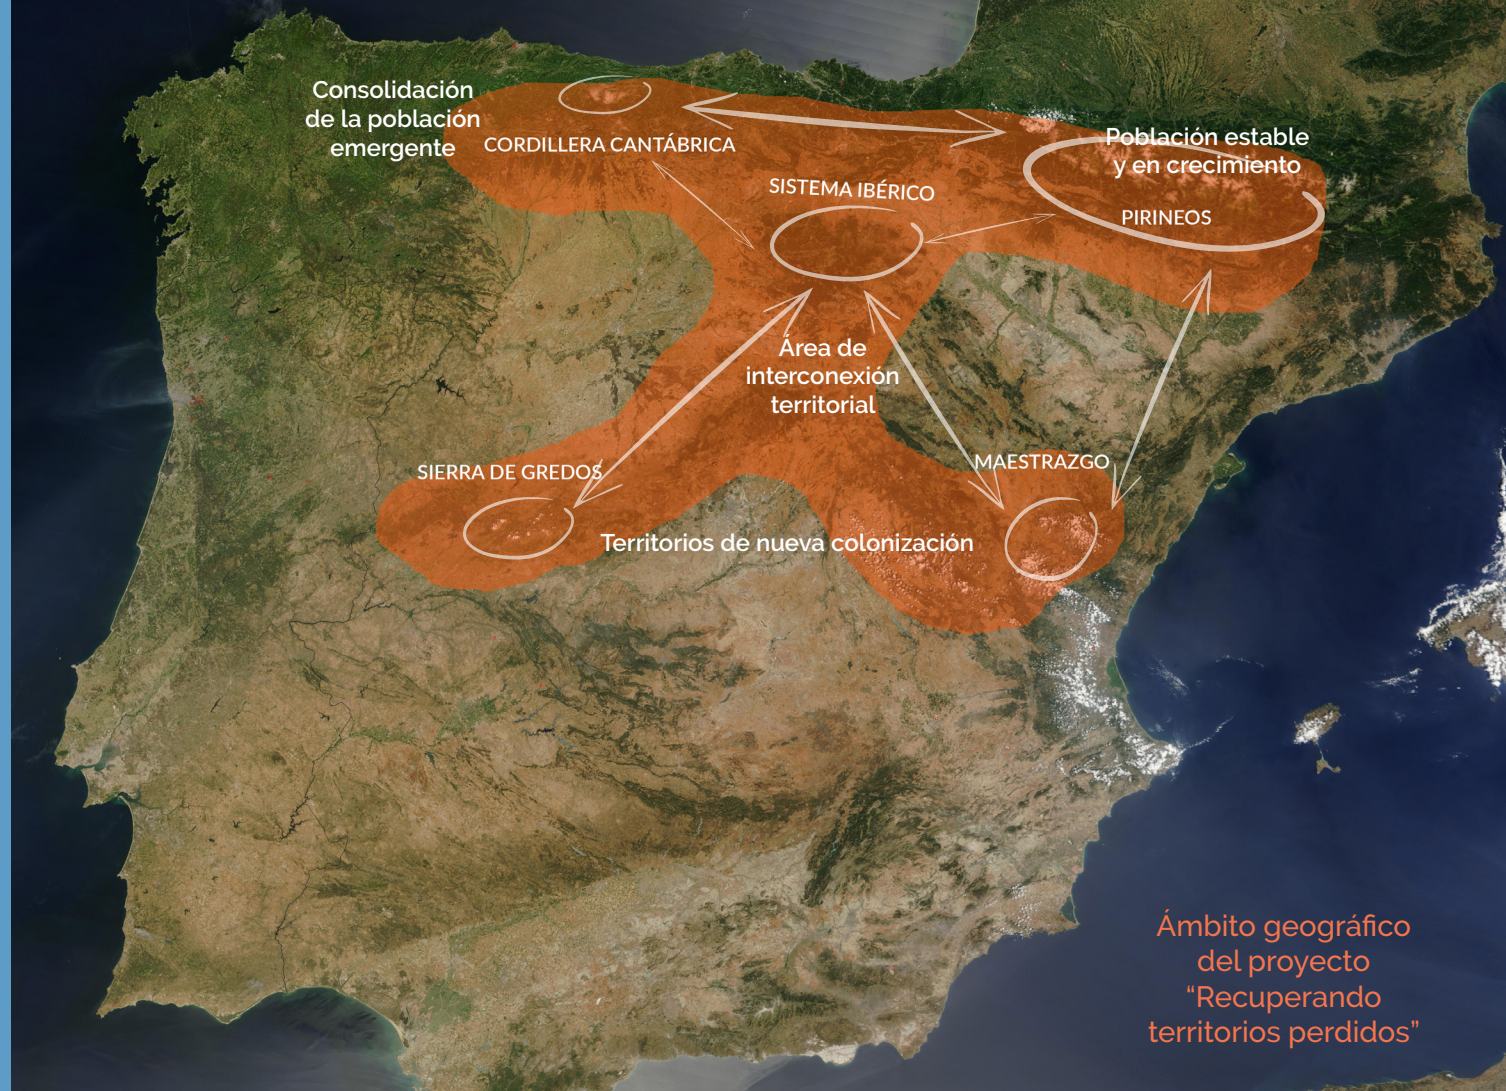 Consolidación
de la población
emergente
CORDILLERA CANTÁBRICA
Población estable
y en crecimiento
SISTEMA IBÉRICO
PIRINEOS
Área de
interconexión
territorial
SIERRA DE GREDOS
MAESTRAZGO
Territorios de nueva colonización
Ámbito geográfico
del proyecto
“Recuperando
territorios perdidos”